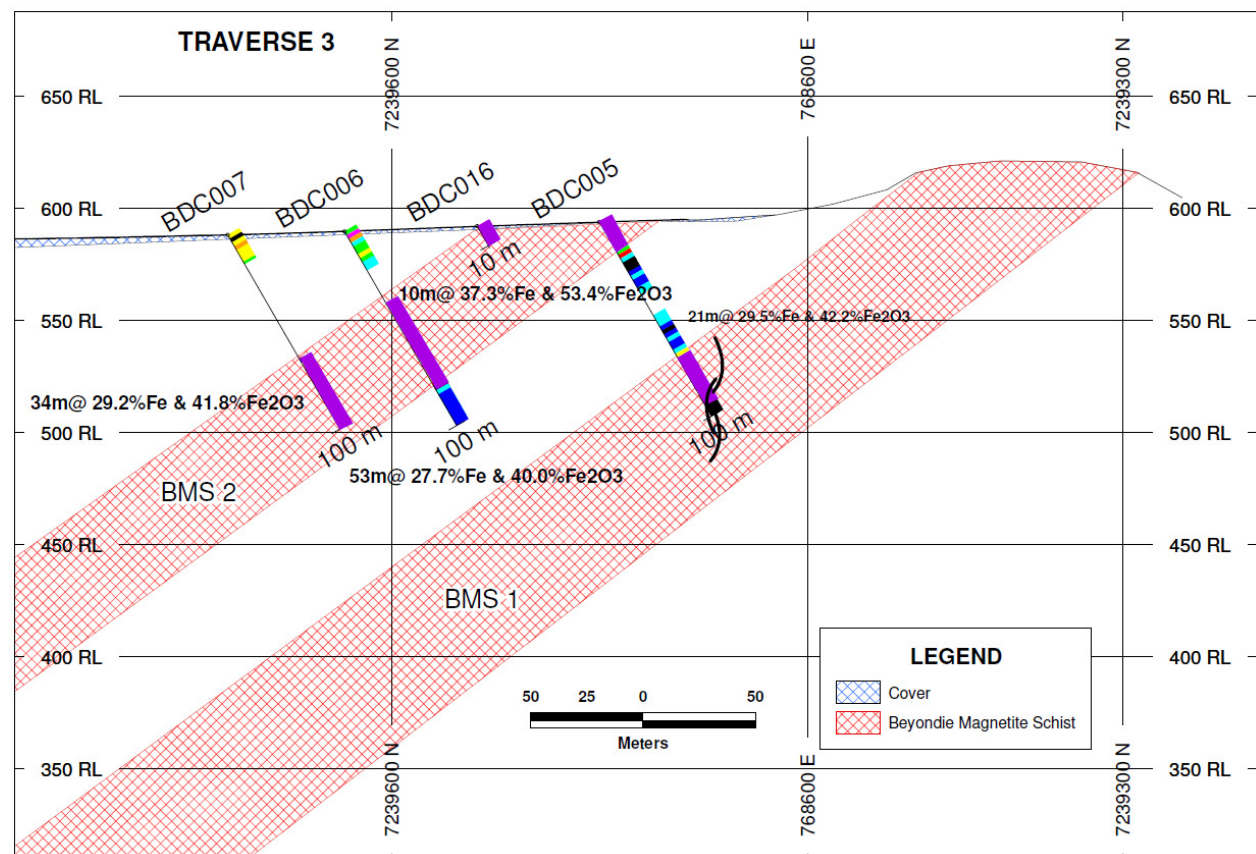 TRAVERSE 3
7239600 N
768600 E
7239300 N
650 RL
650 RL
BDC007
BDC006
BDC016
BDC005
600 RL
600 RL
10 m
10m@ 37.3%Fe & 53.4%Fe2O3
550 RL
21m@ 29.5%Fe & 42.2%Fe2O3
550 RL
34m@ 29.2%Fe & 41.8%Fe2O3
500 RL
100 m
100 m
100 m
500 RL
53m@ 27.7%Fe & 40.0%Fe2O3
BMS 2
450 RL
450 RL
BMS 1
400 RL
400 RL
LEGEND
Cover
Beyondie Magnetite Schist
50 25 0 50
Meters
350 RL
350 RL
7239600 N
768600 E
7239300 N